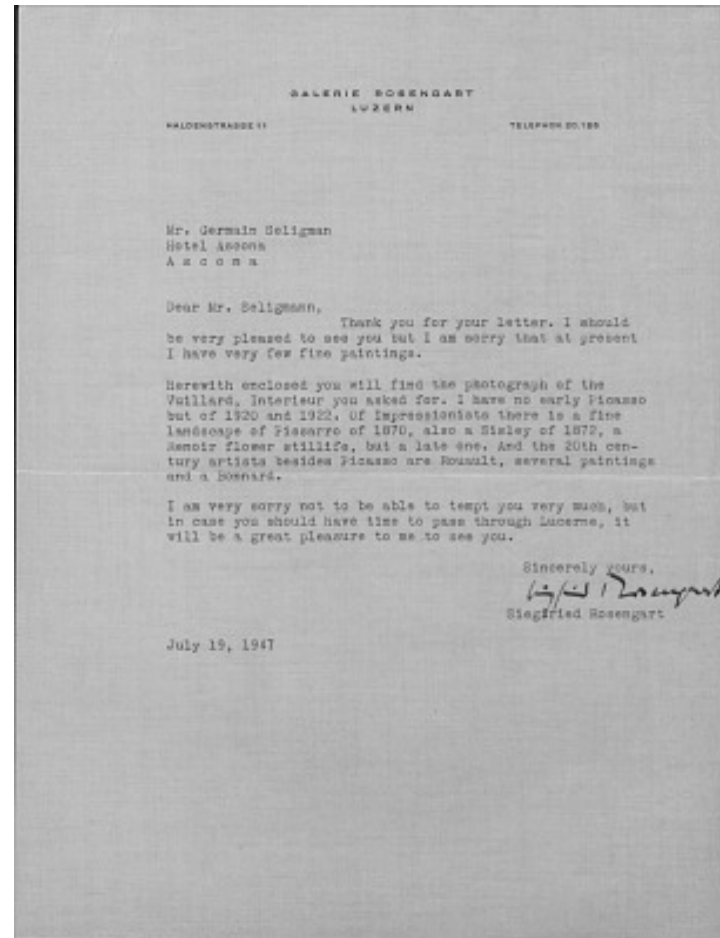 GALERIE ROSENGART
LUZERN
HALDENSTRASSE 11 TELEPHON 20.186
Mr. Germain Seligman
Hotel Ascona
A s c o n a
Dear Mr. Seligmann,
Thank you for your letter. I should
be very pleased to see you but I am sorry that at present
I have very few fine paintings.
Herewith enclosed you will find the photograph of the
Vuillard, Interieur you asked for. I have no early Picasso
but of 1920 and 1922. Of Impressionists there is a fine
landscape of Pissarro of 1870, also a Sisley of 1872, a
Renoir flower stillife, but a late one. And the 20th cen-
tury artists besides Picasso are Rouault, several paintings
and a Bonnard.
I am very sorry not to be able to tempt you very much, but
in case you should have time to pass through Lucerne, it
will be a great pleasure to me to see you.
Sincerely yours,
Siegfried Rosengart
Siegfried Rosengart
July 19, 1947